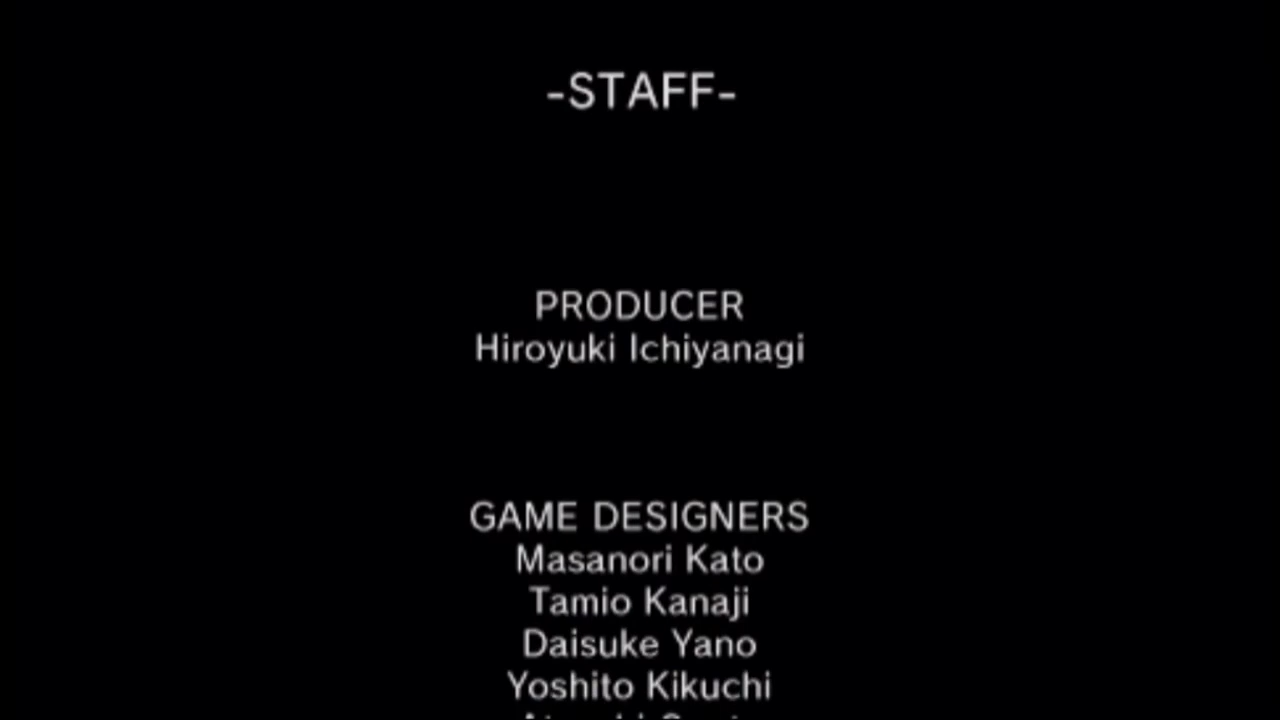 -STAFF-
PRODUCER
Hiroyuki Ichiyanagi
GAME DESIGNERS
Masanori Kato
Tamio Kanaji
Daisuke Yano
Yoshito Kikuchi